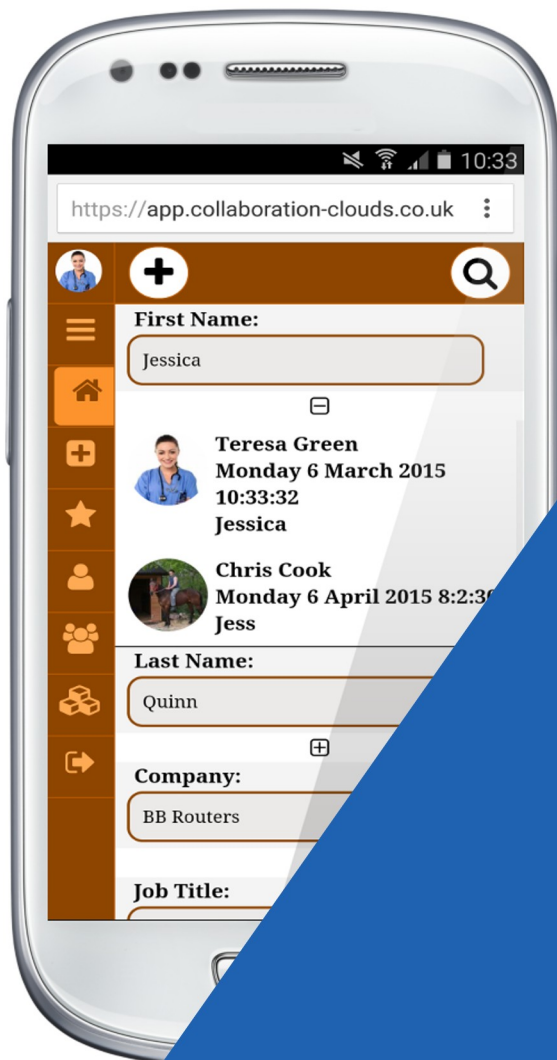 10:33
https://app.collaboration-clouds.co.uk
First Name:
Jessica
Teresa Green
Monday 6 March 2015
10:33:32
Jessica
Chris Cook
Monday 6 April 2015 8:2:
Jess
Last Name:
Quinn
Company:
BB Routers
Job Title: